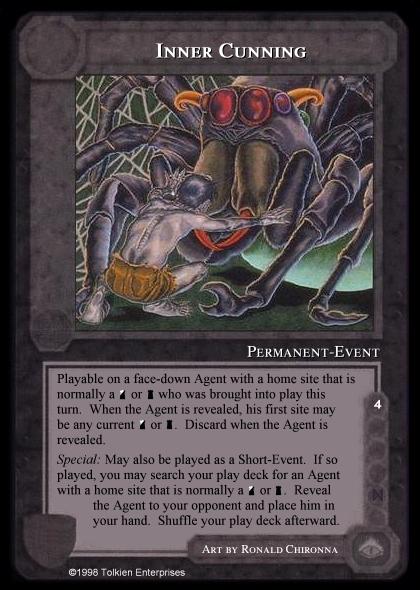 Inner Cunning
Permanent-Event
Playable on a face-down Agent with a home site that is
normally a or who was brought into play this
turn. When the Agent is revealed, his first site may
be any current or . Discard when the Agent is
revealed.
4
Special: May also be played as a Short-Event. If so
played, you may search your play deck for an Agent
with a home site that is normally a or . Reveal
the Agent to your opponent and place him in
your hand. Shuffle your play deck afterward.
Art by Ronald Chironna
©1998 Tolkien Enterprises